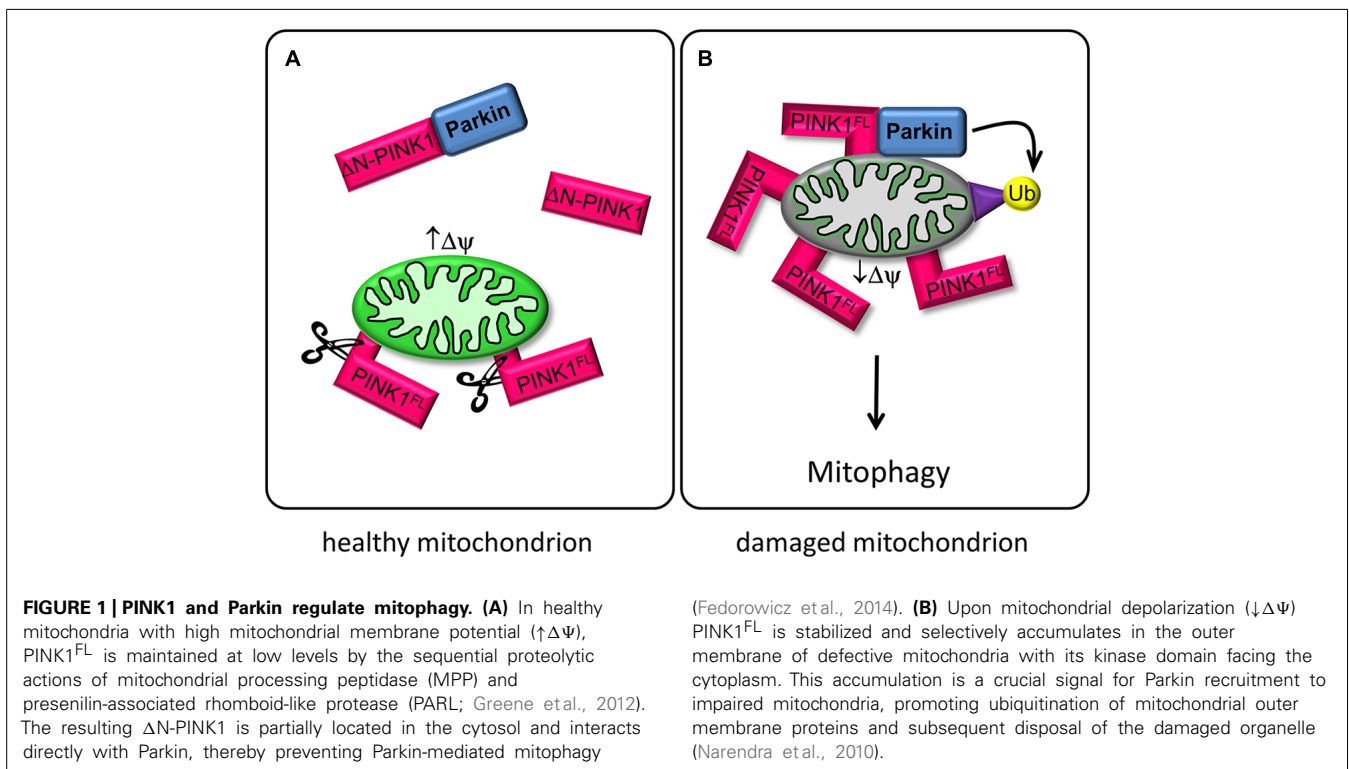 A
ΔN-PINK1
Parkin
ΔN-PINK1
↑Δψ
PINK1FL
PINK1FL
healthy mitochondrion
B
PINK1FL
Parkin
Ub
PINK1FL
↓Δψ
PINK1FL
PINK1FL
Mitophagy
damaged mitochondrion
FIGURE 1 | PINK1 and Parkin regulate mitophagy. (A) In healthy
mitochondria with high mitochondrial membrane potential (↑ΔΨ),
PINK1FL is maintained at low levels by the sequential proteolytic
actions of mitochondrial processing peptidase (MPP) and
presenilin-associated rhomboid-like protease (PARL; Greene et al., 2012).
The resulting ΔN-PINK1 is partially located in the cytosol and interacts
directly with Parkin, thereby preventing Parkin-mediated mitophagy
(Fedorowicz et al., 2014). (B) Upon mitochondrial depolarization (↓ΔΨ)
PINK1FL is stabilized and selectively accumulates in the outer
membrane of defective mitochondria with its kinase domain facing the
cytoplasm. This accumulation is a crucial signal for Parkin recruitment to
impaired mitochondria, promoting ubiquitination of mitochondrial outer
membrane proteins and subsequent disposal of the damaged organelle
(Narendra et al., 2010).